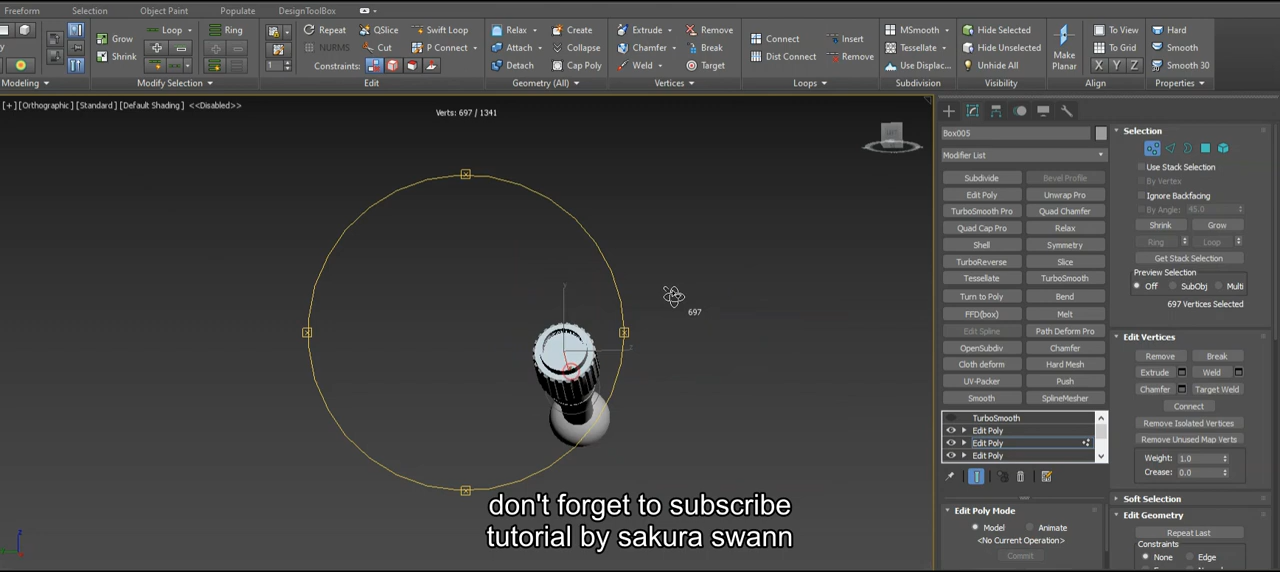 Freeform Selection Object Paint Populate DesignToolBox
Loop Ring Repeat QSlice Swift Loop Relax Create Extrude Remove MSmooth Hide Selected To View Hard
Grow NURMS Cut P Connect Attach Collapse Chamfer Break Connect Insert Tessellate Hide Unselected To Grid Smooth
Shrink Constraints: Detach Cap Poly Weld Target Dist Connect Remove Use Displac... Unhide All Make Planar X Y Z Smooth 30
Modeling Modify Selection Edit Geometry (All) Vertices Loops Subdivision Visibility Align Properties
[+] [Orthographic] [Standard] [Default Shading] <<Disabled>>
Verts: 697 / 1341
697
don't forget to subscribe
tutorial by sakura swann
Box005
Modifier List
Subdivide Bevel Profile
Edit Poly Unwrap Pro
TurboSmooth Pro Quad Chamfer
Quad Cap Pro Relax
Shell Symmetry
TurboReverse Slice
Tessellate TurboSmooth
Turn to Poly Bend
FFD(box) Melt
Edit Spline Path Deform Pro
OpenSubdiv Chamfer
Cloth deform Hard Mesh
UV-Packer Push
Smooth SplineMesher
TurboSmooth
Edit Poly
Edit Poly
Edit Poly
Edit Poly Mode
Model Animate
<No Current Operation>
Commit
Selection
Use Stack Selection
By Vertex
Ignore Backfacing
By Angle: 45.0
Shrink Grow
Ring Loop
Get Stack Selection
Preview Selection
Off SubObj Multi
697 Vertices Selected
Edit Vertices
Remove Break
Extrude Weld
Chamfer Target Weld
Connect
Remove Isolated Vertices
Remove Unused Map Verts
Weight: 1.0
Crease: 0.0
Soft Selection
Edit Geometry
Repeat Last
Constraints
None Edge